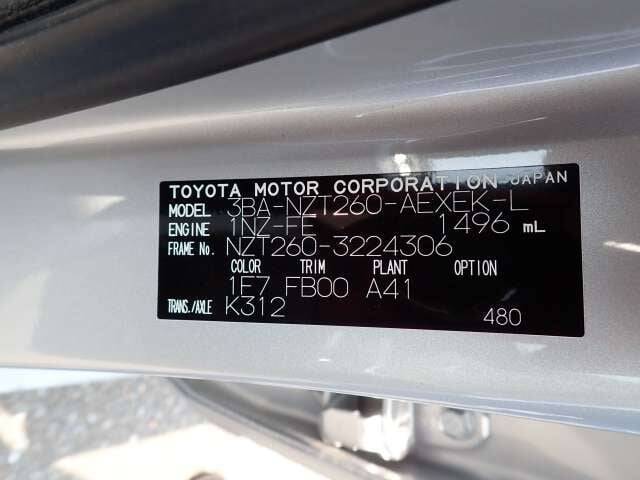 TOYOTA MOTOR CORPORATION JAPAN
MODEL 3BA-NZT260-AEXEK-L
ENGINE 1NZ-FE 1496 mL
FRAME No. NZT260-3224306
COLOR TRIM PLANT OPTION
1E7 FB00 A41
TRANS./AXLE K312
480